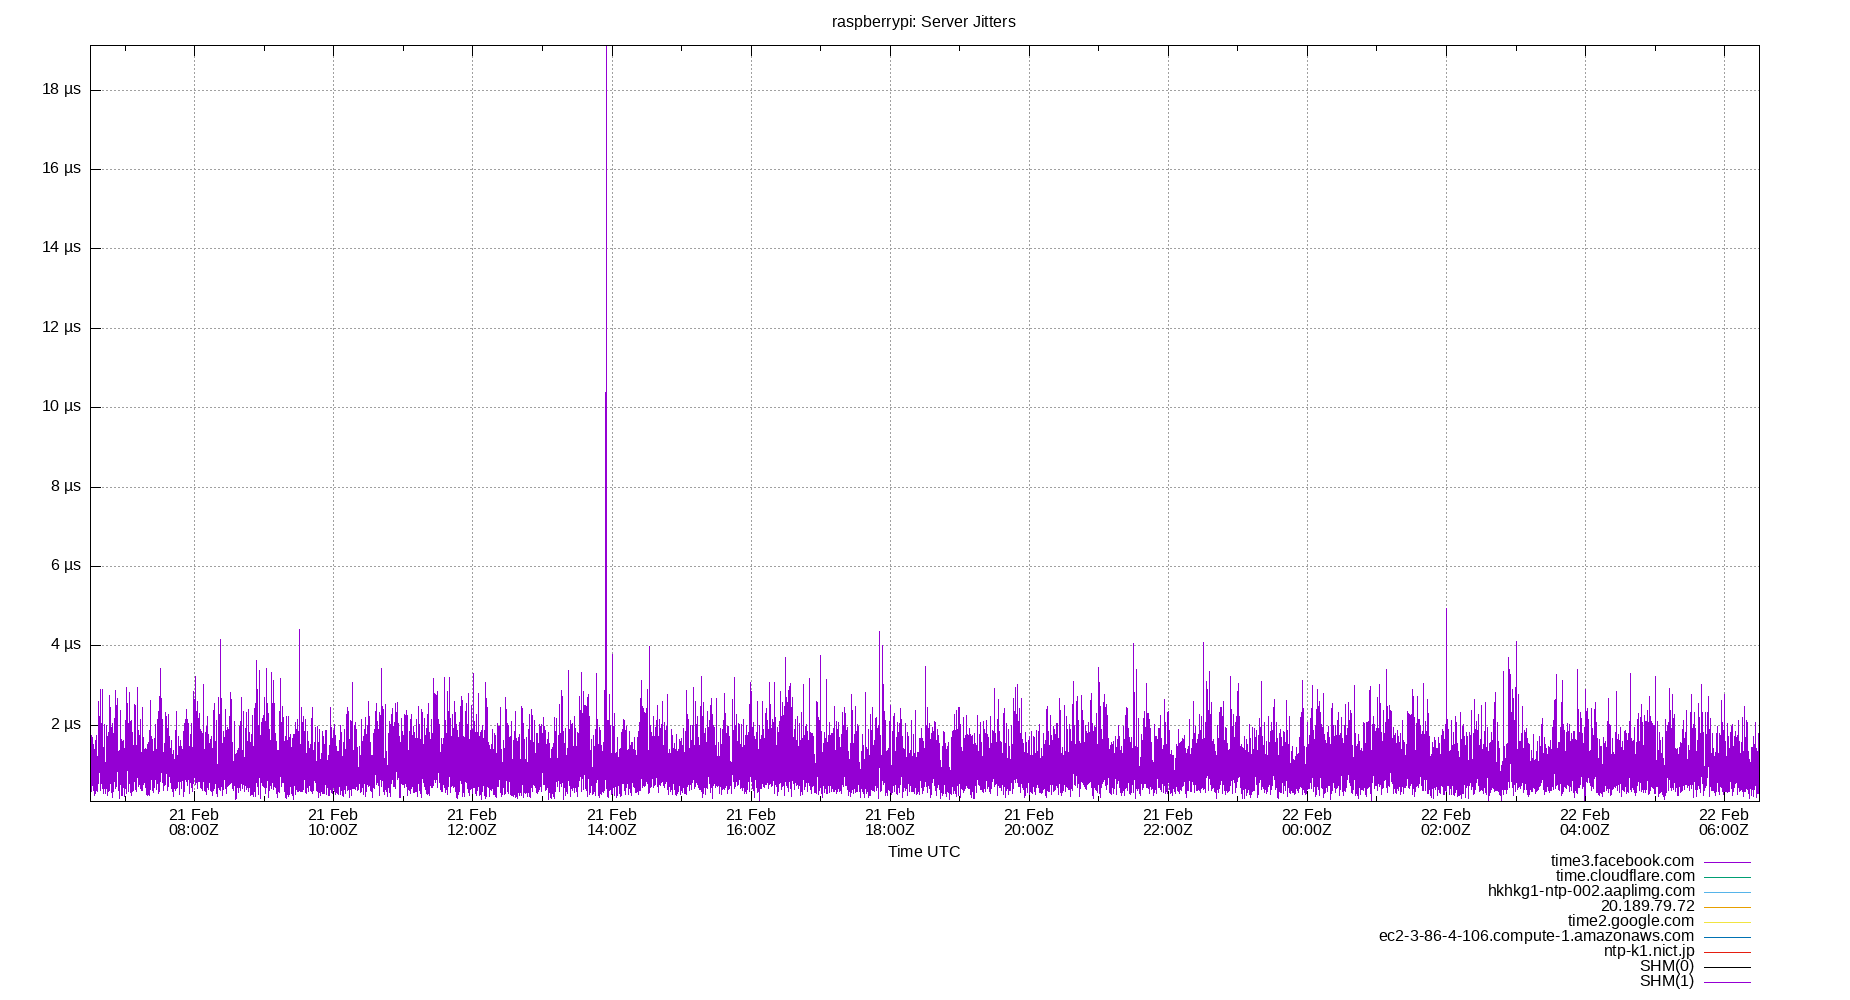 raspberrypi: Server Jitters
18 µs
16 µs
14 µs
12 µs
10 µs
8 µs
6 µs
4 µs
2 µs
21 Feb 21 Feb 21 Feb 21 Feb 21 Feb 21 Feb 21 Feb 21 Feb 22 Feb 22 Feb 22 Feb 22 Feb
08:00Z 10:00Z 12:00Z 14:00Z 16:00Z 18:00Z 20:00Z 22:00Z 00:00Z 02:00Z 04:00Z 06:00Z
Time UTC
time3.facebook.com
time.cloudflare.com
hkhkg1-ntp-002.aaplimg.com
20.189.79.72
time2.google.com
ec2-3-86-4-106.compute-1.amazonaws.com
ntp-k1.nict.jp
SHM(0)
SHM(1)